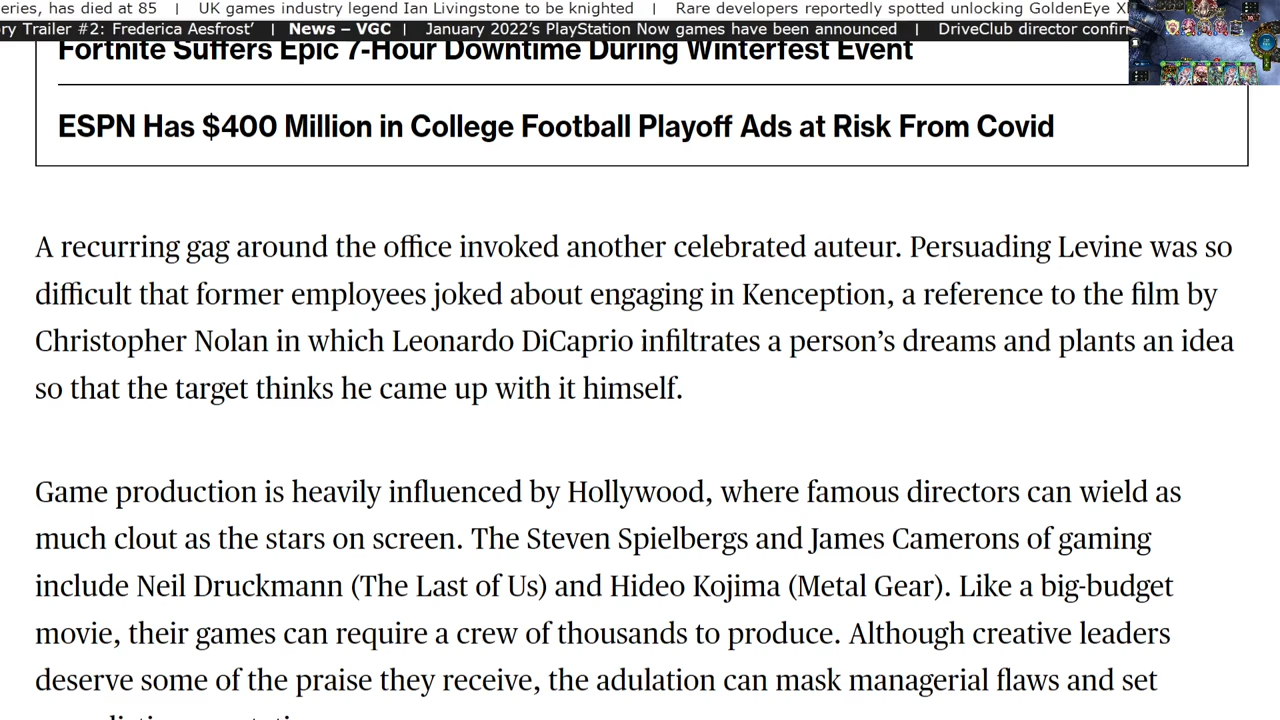 eries, has died at 85 | UK games industry legend Ian Livingstone to be knighted | Rare developers reportedly spotted unlocking GoldenEye
ry Trailer #2: Frederica Aesfrost’ | News – VGC | January 2022’s PlayStation Now games have been announced | DriveClub director confir
Fortnite Suffers Epic 7-Hour Downtime During Winterfest Event
ESPN Has $400 Million in College Football Playoff Ads at Risk From Covid
A recurring gag around the office invoked another celebrated auteur. Persuading Levine was so
difficult that former employees joked about engaging in Kenception, a reference to the film by
Christopher Nolan in which Leonardo DiCaprio infiltrates a person’s dreams and plants an idea
so that the target thinks he came up with it himself.
Game production is heavily influenced by Hollywood, where famous directors can wield as
much clout as the stars on screen. The Steven Spielbergs and James Camerons of gaming
include Neil Druckmann (The Last of Us) and Hideo Kojima (Metal Gear). Like a big-budget
movie, their games can require a crew of thousands to produce. Although creative leaders
deserve some of the praise they receive, the adulation can mask managerial flaws and set